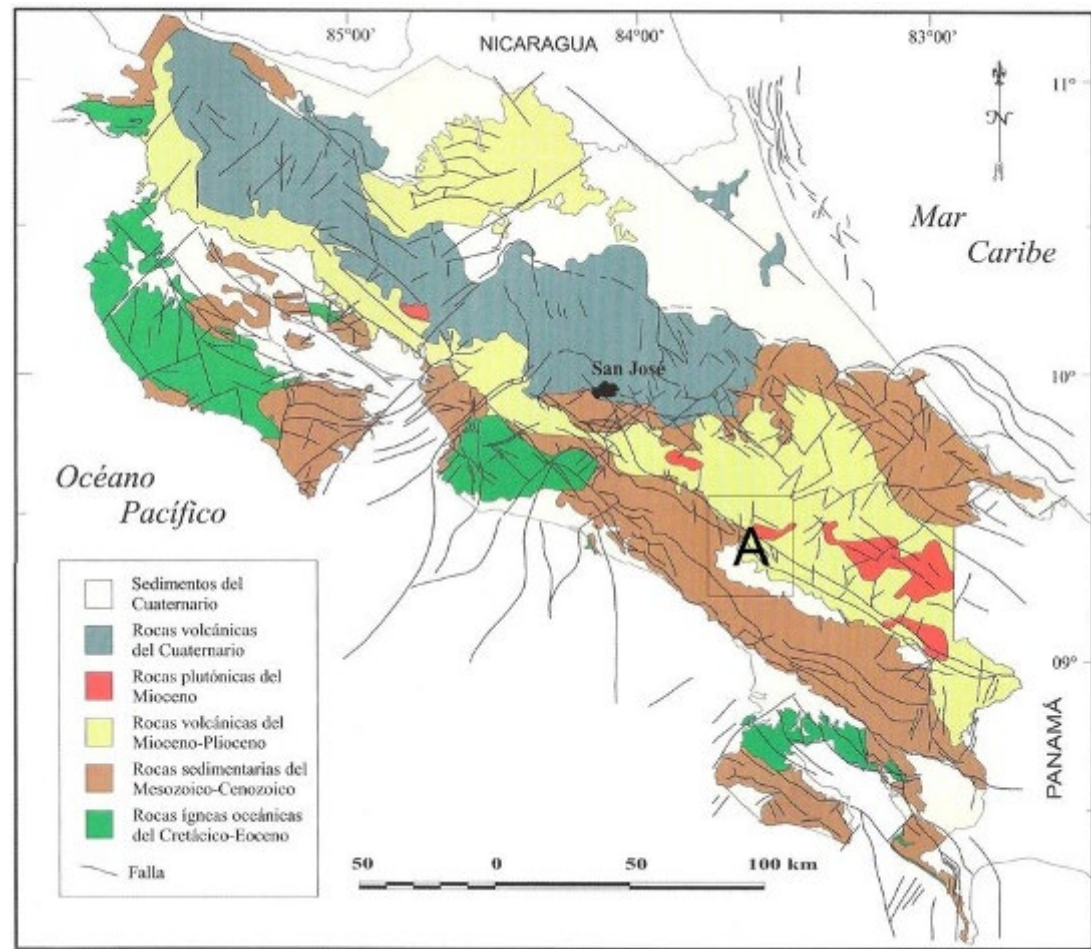 85°00'
NICARAGUA
84°00'
83°00'
11°
N
Mar
Caribe
San José
10°
Océano
Pacífico
A
09°
PANAMÁ
Sedimentos del
Cuaternario
Rocas volcánicas
del Cuaternario
Rocas plutónicas del
Mioceno
Rocas volcánicas del
Mioceno-Plioceno
Rocas sedimentarias del
Mesozoico-Cenozoico
Rocas ígneas oceánicas
del Cretácico-Eoceno
Falla
50 0 50 100 km